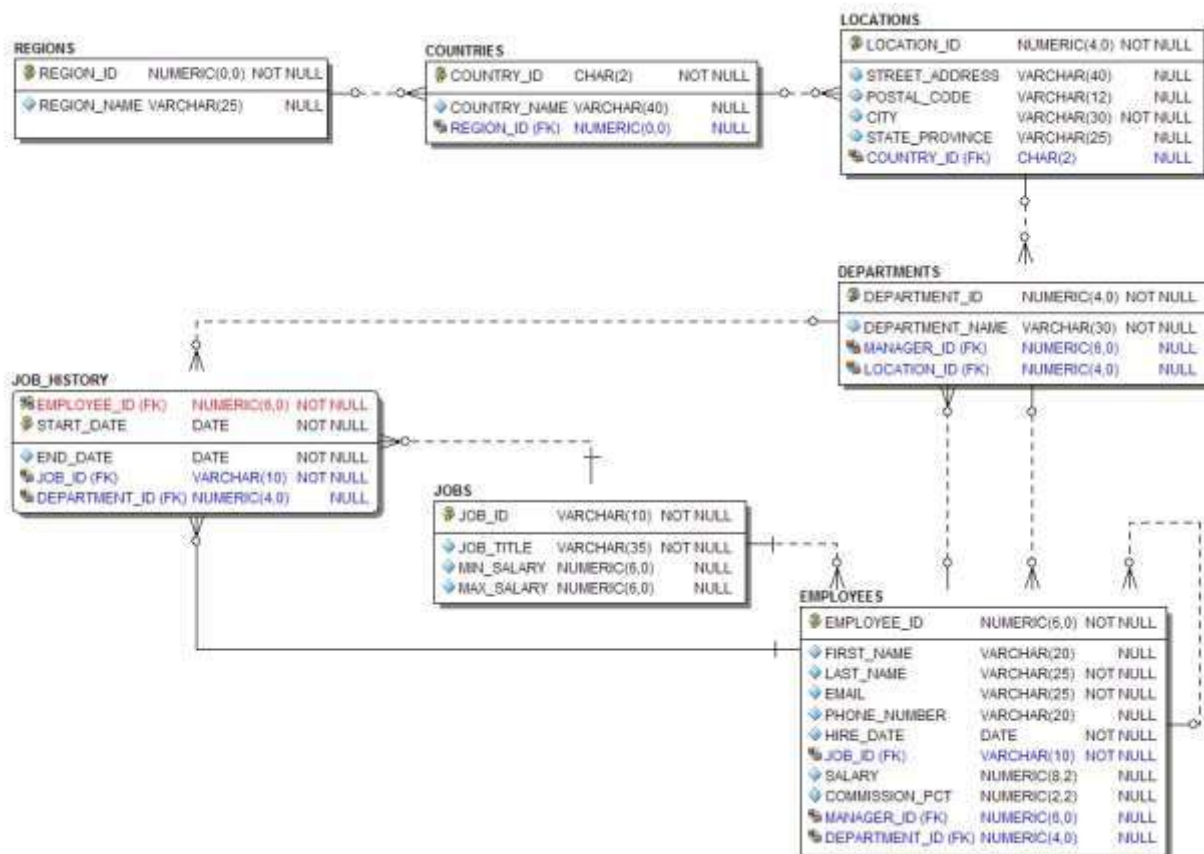 REGIONS
REGION_ID NUMERIC(0,0) NOT NULL
REGION_NAME VARCHAR(25) NULL
COUNTRIES
COUNTRY_ID CHAR(2) NOT NULL
COUNTRY_NAME VARCHAR(40) NULL
REGION_ID (FK) NUMERIC(0,0) NULL
LOCATIONS
LOCATION_ID NUMERIC(4,0) NOT NULL
STREET_ADDRESS VARCHAR(40) NULL
POSTAL_CODE VARCHAR(12) NULL
CITY VARCHAR(30) NOT NULL
STATE_PROVINCE VARCHAR(25) NULL
COUNTRY_ID (FK) CHAR(2) NULL
DEPARTMENTS
DEPARTMENT_ID NUMERIC(4,0) NOT NULL
DEPARTMENT_NAME VARCHAR(30) NOT NULL
MANAGER_ID (FK) NUMERIC(6,0) NULL
LOCATION_ID (FK) NUMERIC(4,0) NULL
JOB_HISTORY
EMPLOYEE_ID (FK) NUMERIC(6,0) NOT NULL
START_DATE DATE NOT NULL
END_DATE DATE NOT NULL
JOB_ID (FK) VARCHAR(10) NOT NULL
DEPARTMENT_ID (FK) NUMERIC(4,0) NULL
JOBS
JOB_ID VARCHAR(10) NOT NULL
JOB_TITLE VARCHAR(35) NOT NULL
MIN_SALARY NUMERIC(6,0) NULL
MAX_SALARY NUMERIC(6,0) NULL
EMPLOYEES
EMPLOYEE_ID NUMERIC(6,0) NOT NULL
FIRST_NAME VARCHAR(20) NULL
LAST_NAME VARCHAR(25) NOT NULL
EMAIL VARCHAR(25) NOT NULL
PHONE_NUMBER VARCHAR(20) NULL
HIRE_DATE DATE NOT NULL
JOB_ID (FK) VARCHAR(10) NOT NULL
SALARY NUMERIC(8,2) NULL
COMMISSION_PCT NUMERIC(2,2) NULL
MANAGER_ID (FK) NUMERIC(6,0) NULL
DEPARTMENT_ID (FK) NUMERIC(4,0) NULL